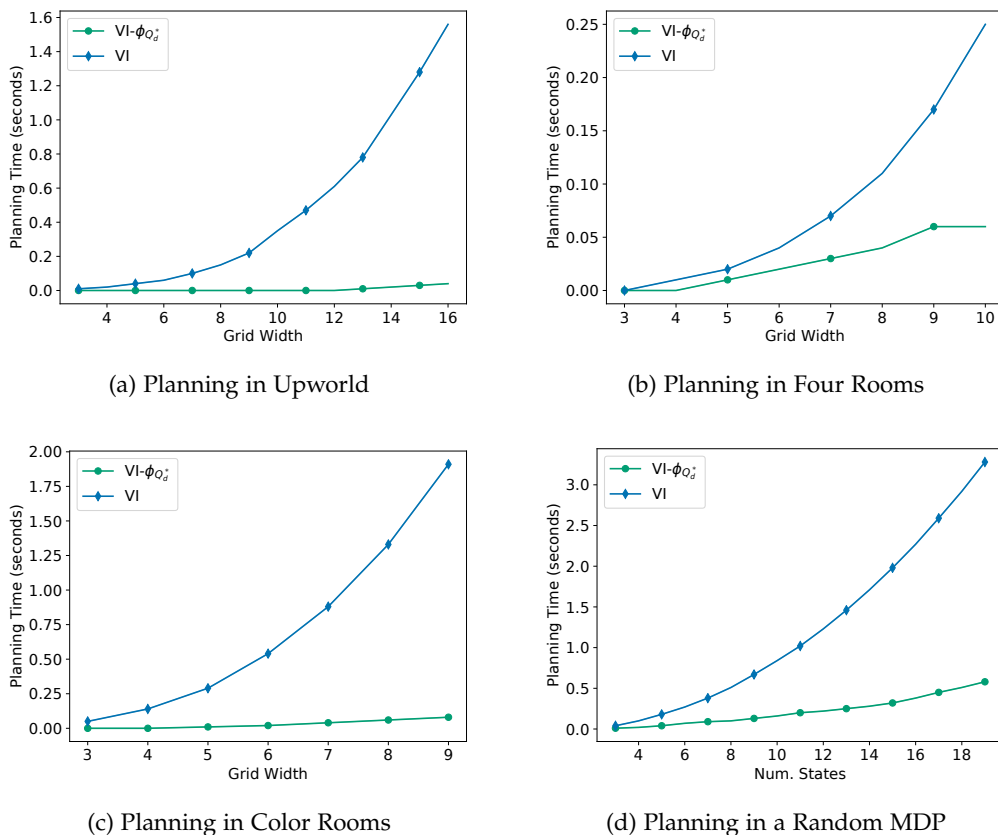 1.6
1.4
1.2
1.0
0.8
0.6
0.4
0.2
0.0
Planning Time (seconds)
VI-ϕ_{Q_d^*}
VI
4 6 8 10 12 14 16
Grid Width
(a) Planning in Upworld
0.25
0.20
0.15
0.10
0.05
0.00
Planning Time (seconds)
VI-ϕ_{Q_d^*}
VI
3 4 5 6 7 8 9 10
Grid Width
(b) Planning in Four Rooms
2.00
1.75
1.50
1.25
1.00
0.75
0.50
0.25
0.00
Planning Time (seconds)
VI-ϕ_{Q_d^*}
VI
3 4 5 6 7 8 9
Grid Width
(c) Planning in Color Rooms
3.0
2.5
2.0
1.5
1.0
0.5
0.0
Planning Time (seconds)
VI-ϕ_{Q_d^*}
VI
4 6 8 10 12 14 16 18
Num. States
(d) Planning in a Random MDP